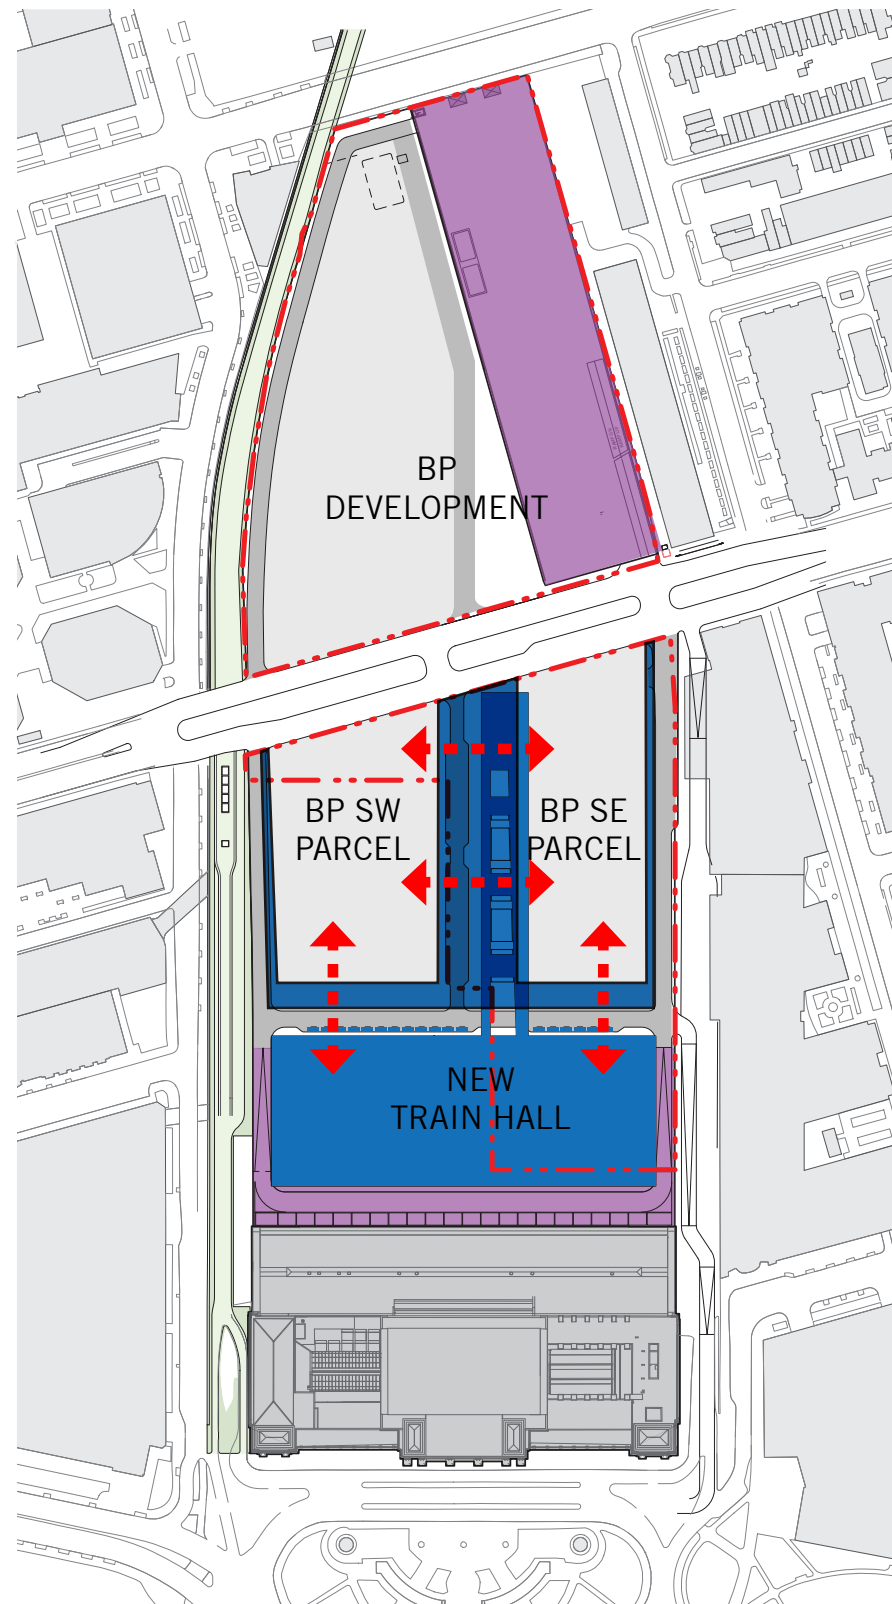 BP
DEVELOPMENT
BP SW
PARCEL
BP SE
PARCEL
NEW
TRAIN HALL